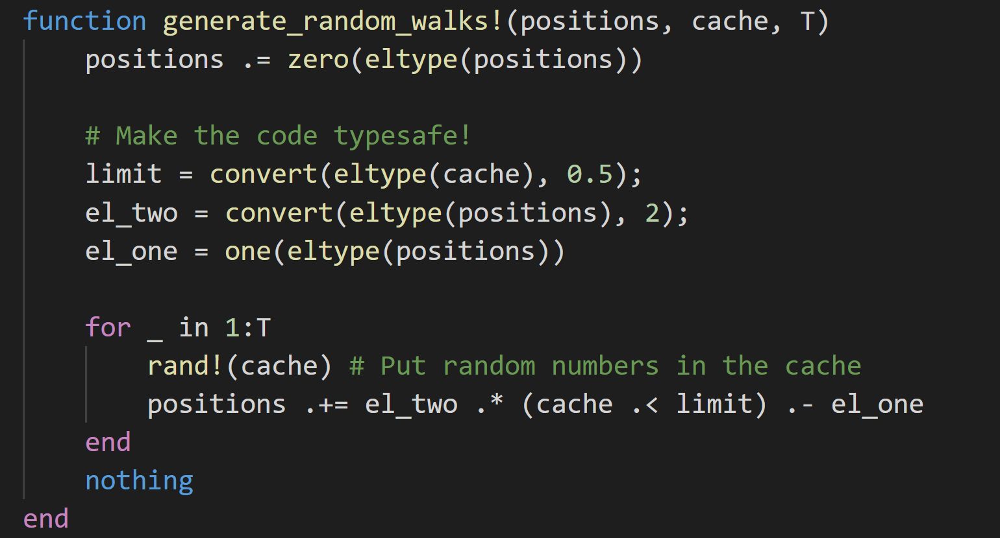 function generate_random_walks!(positions, cache, T)
    positions .= zero(eltype(positions))

    # Make the code typesafe!
    limit = convert(eltype(cache), 0.5);
    el_two = convert(eltype(positions), 2);
    el_one = one(eltype(positions))

    for _ in 1:T
        rand!(cache) # Put random numbers in the cache
        positions .+= el_two .* (cache .< limit) .- el_one
    end
    nothing
end